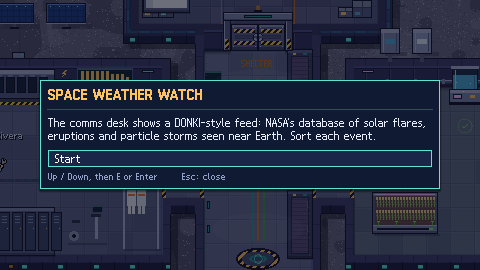 SHUTTER
SPACE WEATHER WATCH
The comms desk shows a DONKI-style feed: NASA's database of solar flares,
eruptions and particle storms seen near Earth. Sort each event.
Start
Up / Down, then E or Enter Esc: close